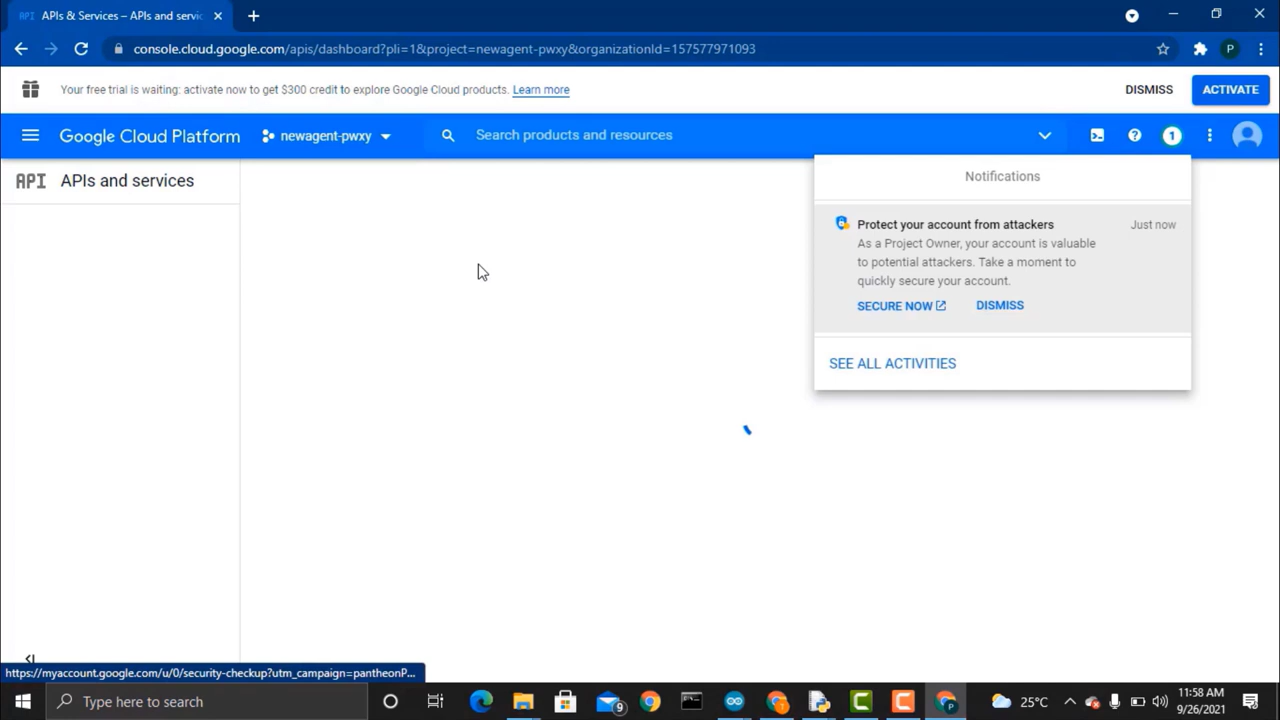 API APIs & Services – APIs and servic
console.cloud.google.com/apis/dashboard?pli=1&project=newagent-pwxy&organizationId=157577971093
P
Your free trial is waiting: activate now to get $300 credit to explore Google Cloud products. Learn more
DISMISS
ACTIVATE
Google Cloud Platform
newagent-pwxy
Search products and resources
1
API APIs and services
Notifications
Protect your account from attackers
Just now
As a Project Owner, your account is valuable
to potential attackers. Take a moment to
quickly secure your account.
SECURE NOW
DISMISS
SEE ALL ACTIVITIES
https://myaccount.google.com/u/0/security-checkup?utm_campaign=pantheonP...
Type here to search
9
25°C
11:58 AM
9/26/2021